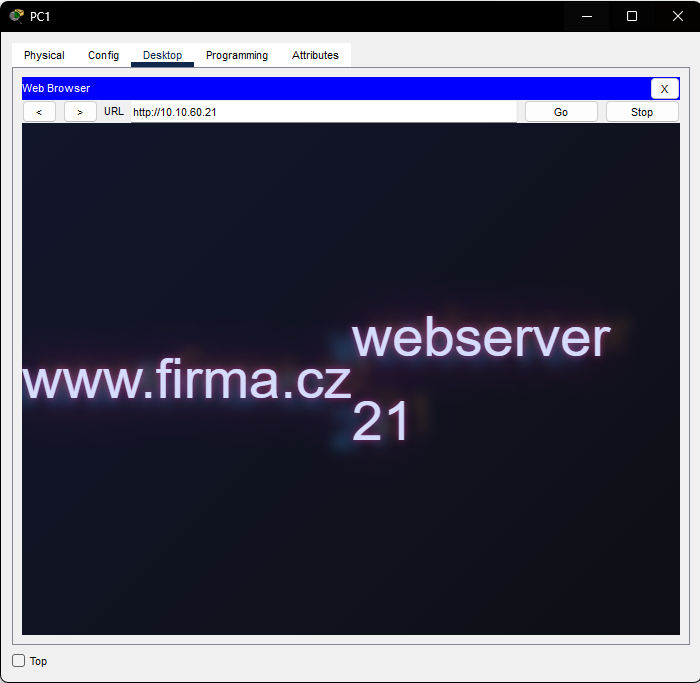 PC1
Physical Config Desktop Programming Attributes
Web Browser X
< > URL http://10.10.60.21 Go Stop
www.firma.cz
webserver
21
Top